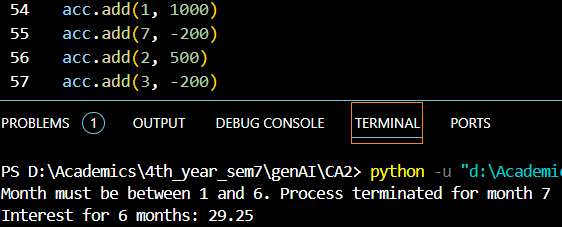 54 acc.add(1, 1000)
55 acc.add(7, -200)
56 acc.add(2, 500)
57 acc.add(3, -200)
PROBLEMS 1 OUTPUT DEBUG CONSOLE TERMINAL PORTS
PS D:\Academics\4th_year_sem7\genAI\CA2> python -u "d:\Academic
Month must be between 1 and 6. Process terminated for month 7
Interest for 6 months: 29.25